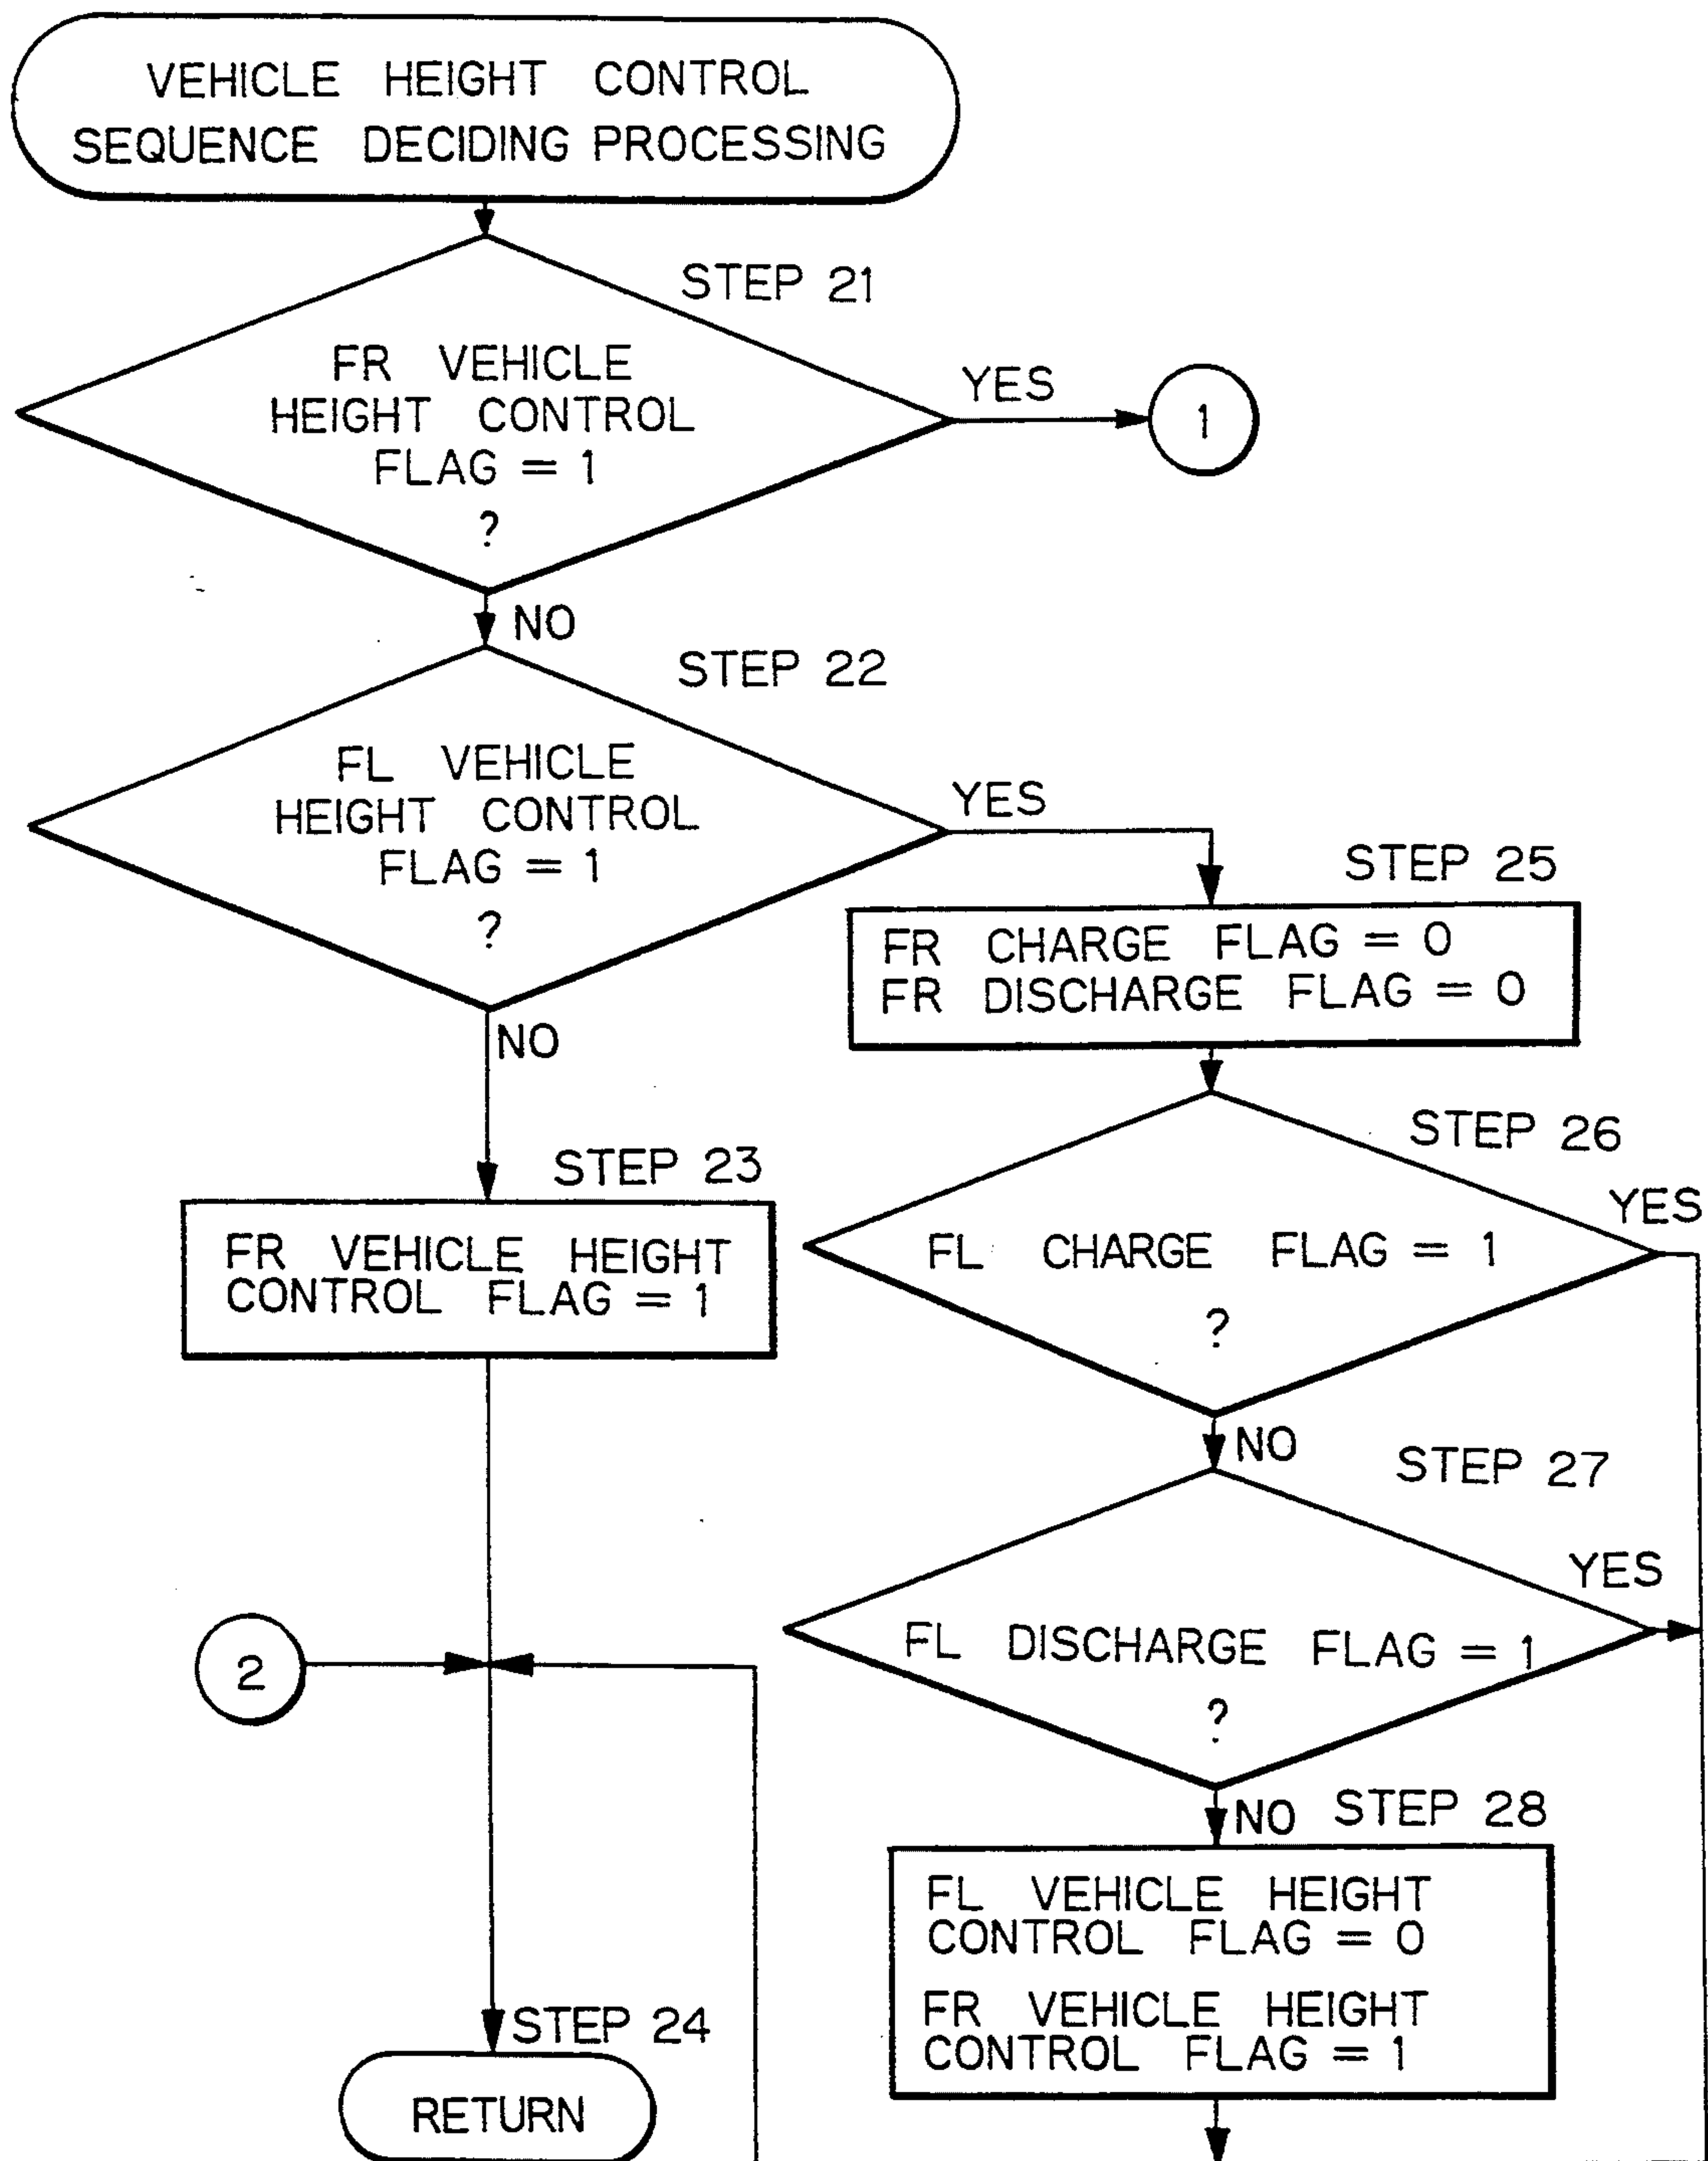 VEHICLE HEIGHT CONTROL
SEQUENCE DECIDING PROCESSING
STEP 21
FR VEHICLE
HEIGHT CONTROL
FLAG = 1
?
YES
1
NO
STEP 22
FL VEHICLE
HEIGHT CONTROL
FLAG = 1
?
YES
NO
STEP 25
FR CHARGE FLAG = 0
FR DISCHARGE FLAG = 0
STEP 23
FR VEHICLE HEIGHT
CONTROL FLAG = 1
STEP 26
FL CHARGE FLAG = 1
?
YES
NO
STEP 27
FL DISCHARGE FLAG = 1
?
YES
NO
2
STEP 28
FL VEHICLE HEIGHT
CONTROL FLAG = 0
FR VEHICLE HEIGHT
CONTROL FLAG = 1
STEP 24
RETURN